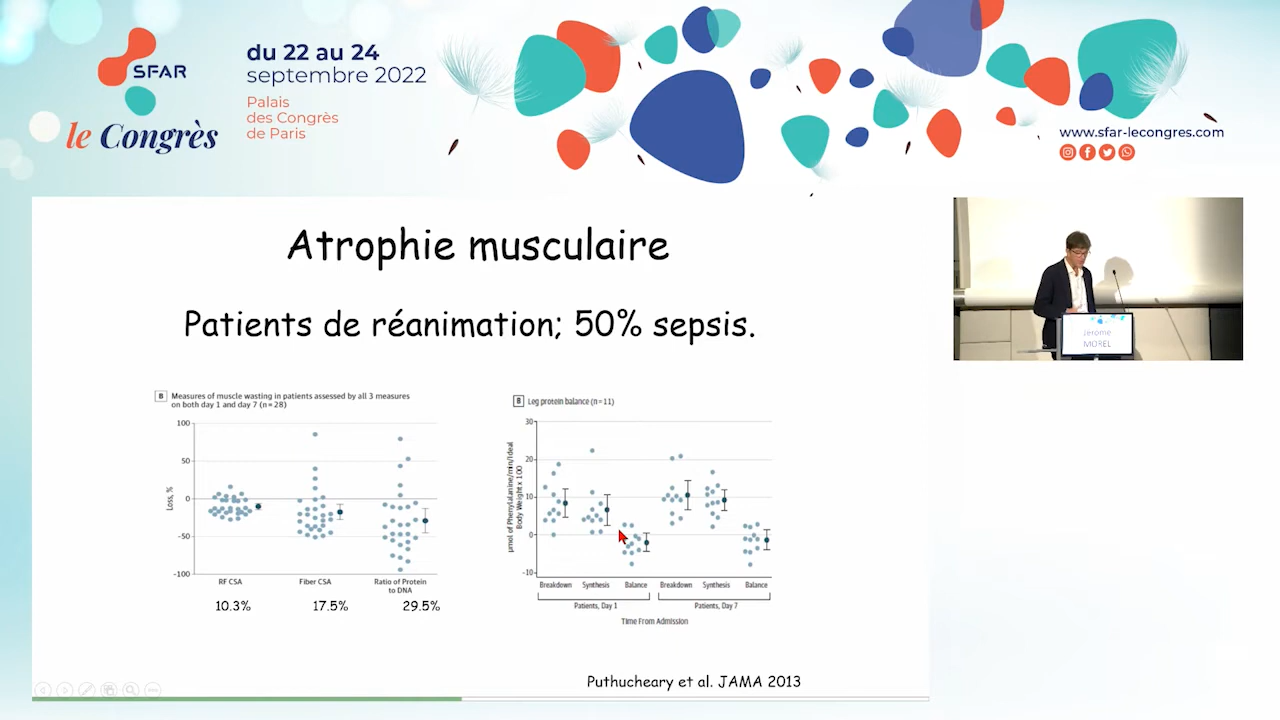 SFAR
le Congrès
du 22 au 24
septembre 2022
Palais
des Congrès
de Paris
www.sfar-lecongres.com
Atrophie musculaire
Patients de réanimation; 50% sepsis.
B Measures of muscle wasting in patients assessed by all 3 measures
on both day 1 and day 7 (n=28)
Loss, %
100
50
0
-50
-100
RF CSA
Fiber CSA
Ratio of Protein
to DNA
10.3%
17.5%
29.5%
B Leg protein balance (n=11)
µmol of Phenylalanine/min/Ideal
Body Weight x 100
30
20
10
0
-10
Breakdown Synthesis Balance Breakdown Synthesis Balance
Patients, Day 1
Patients, Day 7
Time From Admission
Puthucheary et al. JAMA 2013
Jerome
MOREL